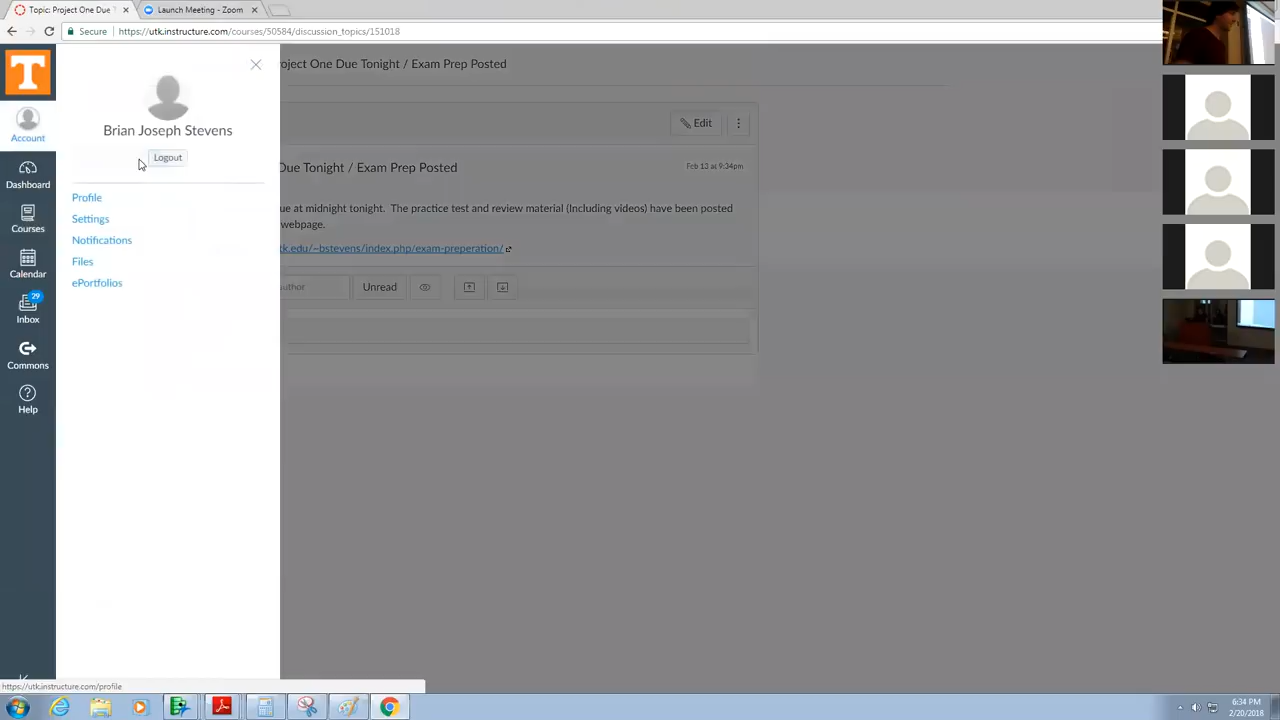 Topic: Project One Due T
Launch Meeting - Zoom
Secure
https://utk.instructure.com/courses/50584/discussion_topics/151018
T
Account
Dashboard
Courses
Calendar
29
Inbox
Commons
Help
Brian Joseph Stevens
Logout
Profile
Settings
Notifications
Files
ePortfolios
roject One Due Tonight / Exam Prep Posted
Edit
Due Tonight / Exam Prep Posted
Feb 13 at 9:34pm
ue at midnight tonight. The practice test and review material (Including videos) have been posted
webpage.
tk.edu/~bstevens/index.php/exam-preperation/
author
Unread
https://utk.instructure.com/profile
6:34 PM
2/20/2018